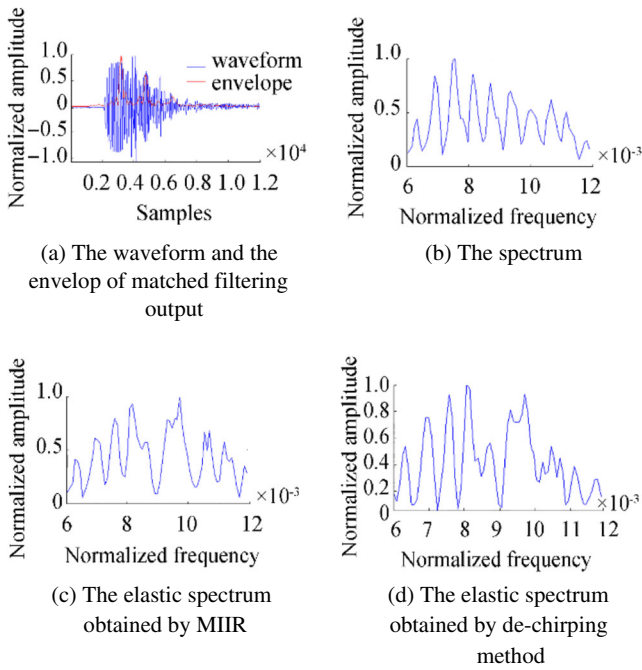 Normalized amplitude
1.0
0.5
0
−0.5
−1.0
waveform
envelope
×10⁴
0.2 0.4 0.6 0.8 1.0 1.2
Samples
(a) The waveform and the
envelop of matched filtering
output
Normalized amplitude
1.0
0.5
0
×10⁻³
6 8 10 12
Normalized frequency
(b) The spectrum
Normalized amplitude
1.0
0.5
0
×10⁻³
6 8 10 12
Normalized frequency
(c) The elastic spectrum
obtained by MIIR
Normalized amplitude
1.0
0.8
0.6
0.4
0.2
0
×10⁻³
6 7 8 9 10 11 12
Normalized frequency
(d) The elastic spectrum
obtained by de-chirping
method